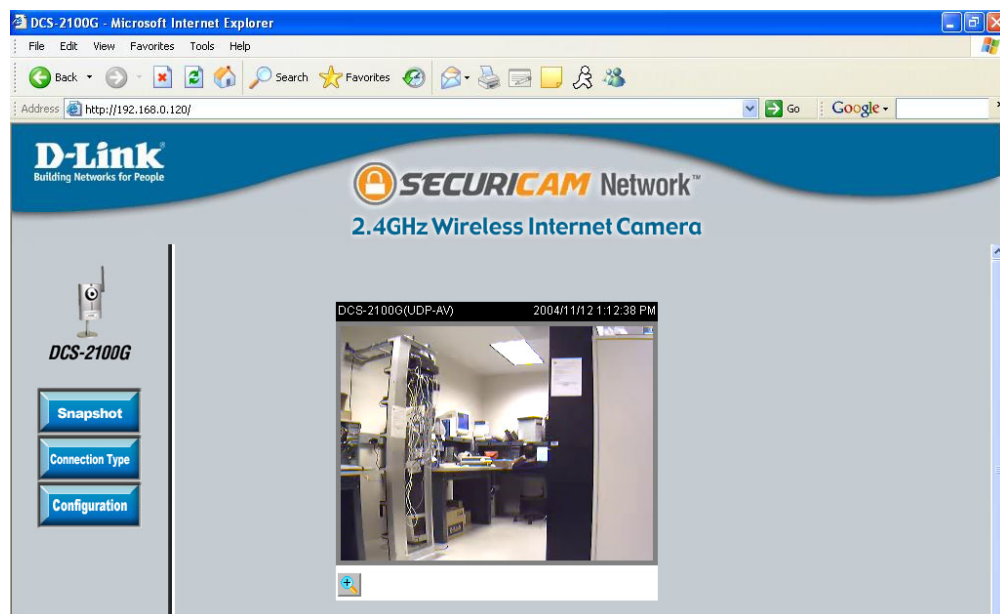 DCS-2100G - Microsoft Internet Explorer
File Edit View Favorites Tools Help
Back Search Favorites
Address http://192.168.0.120/ Go Google
D-Link
Building Networks for People
SECURICAM Network™
2.4GHz Wireless Internet Camera
DCS-2100G(UDP-AV) 2004/11/12 1:12:38 PM
DCS-2100G
Snapshot
Connection Type
Configuration